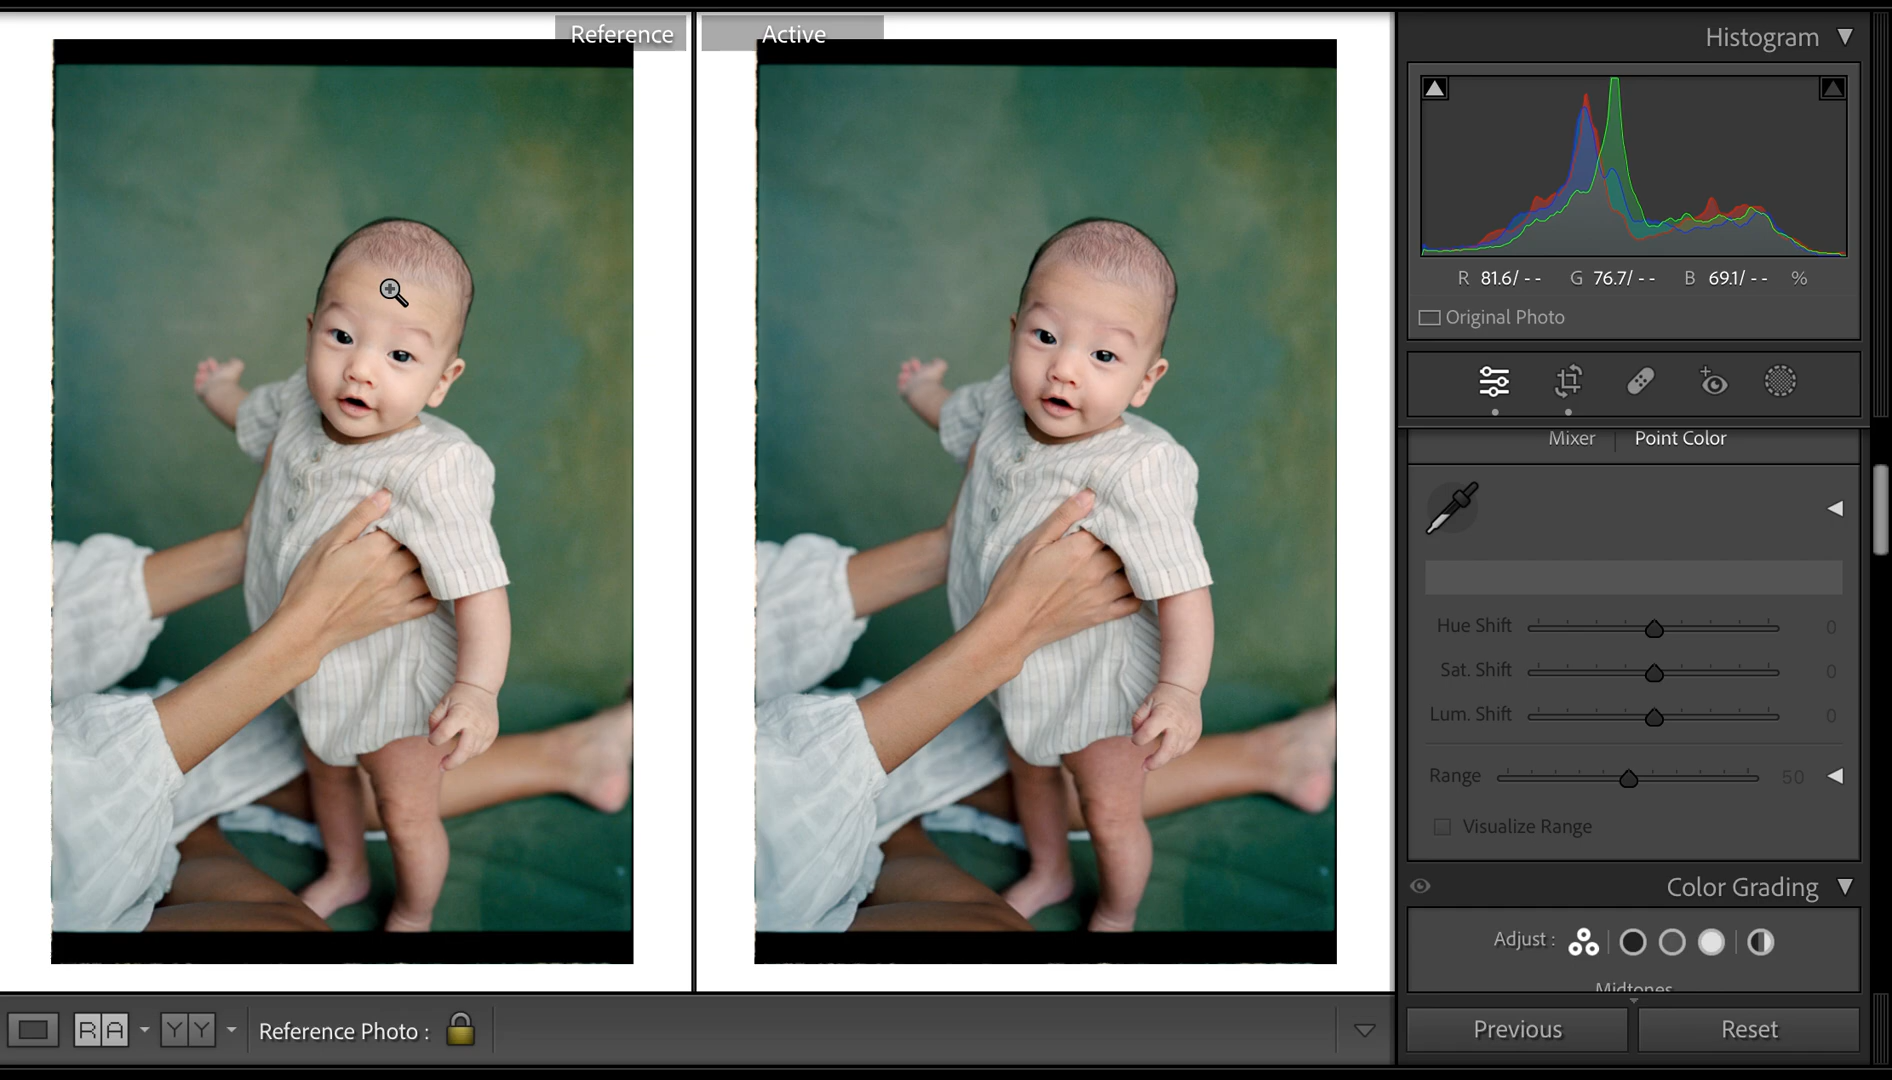 Reference
Active
Histogram
R 81.6/ - - G 76.7/ - - B 69.1/ - - %
Original Photo
Mixer | Point Color
Hue Shift 0
Sat. Shift 0
Lum. Shift 0
Range 50
Visualize Range
Color Grading
Adjust :
Midtones
R A
Y Y
Reference Photo :
Previous
Reset